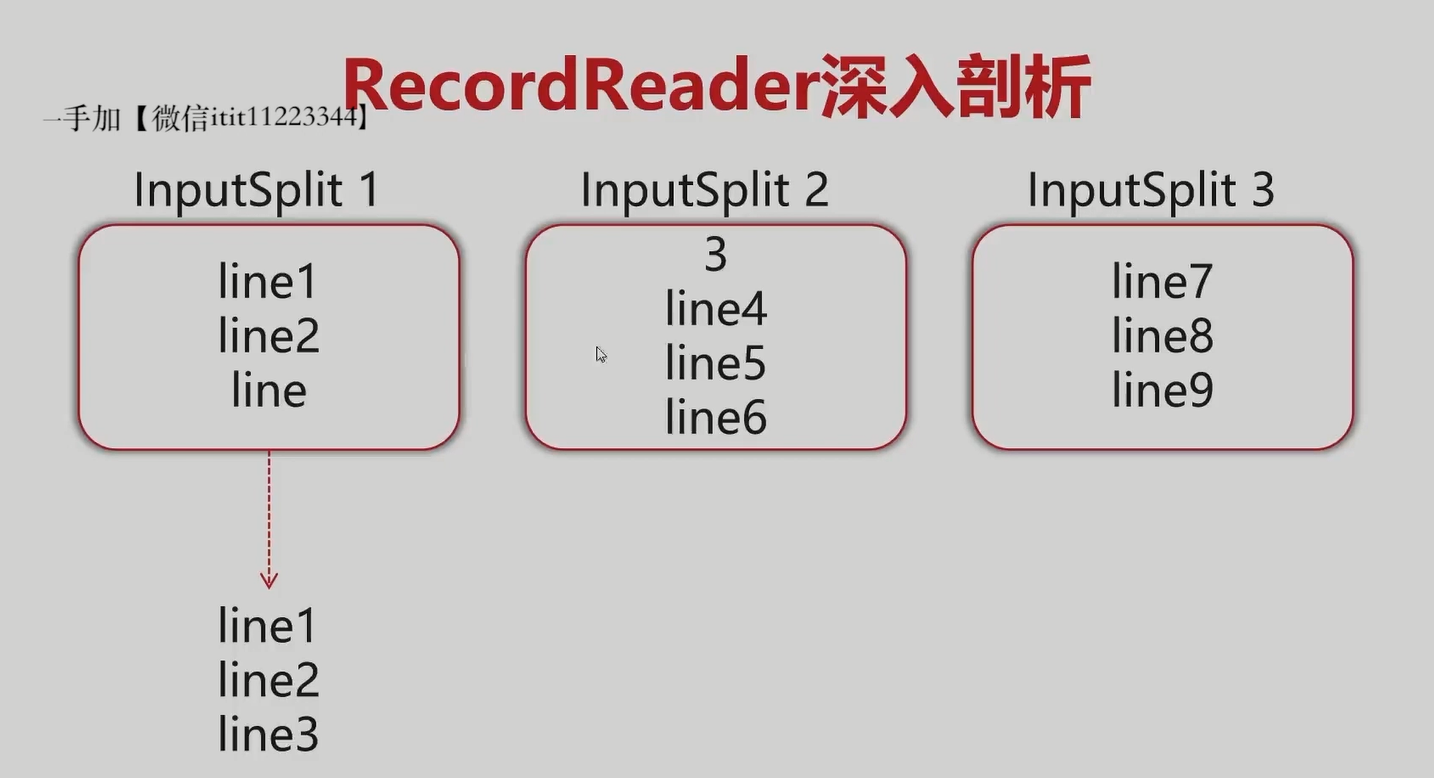 RecordReader深入剖析
一手加【微信itit11223344】
InputSplit 1
line1
line2
line
InputSplit 2
3
line4
line5
line6
InputSplit 3
line7
line8
line9
line1
line2
line3